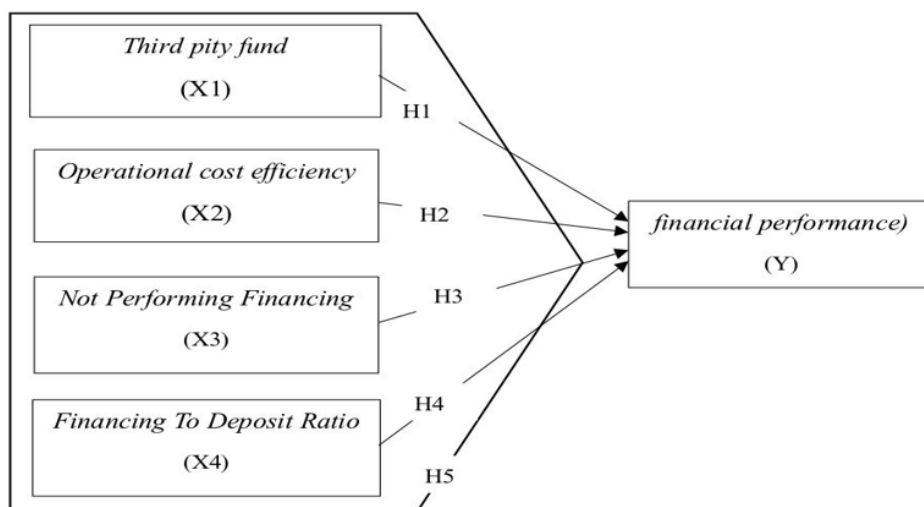 Third pity fund
(X1)
H1
Operational cost efficiency
(X2)
H2
financial performance)
(Y)
Not Performing Financing
(X3)
H3
Financing To Deposit Ratio
(X4)
H4
H5